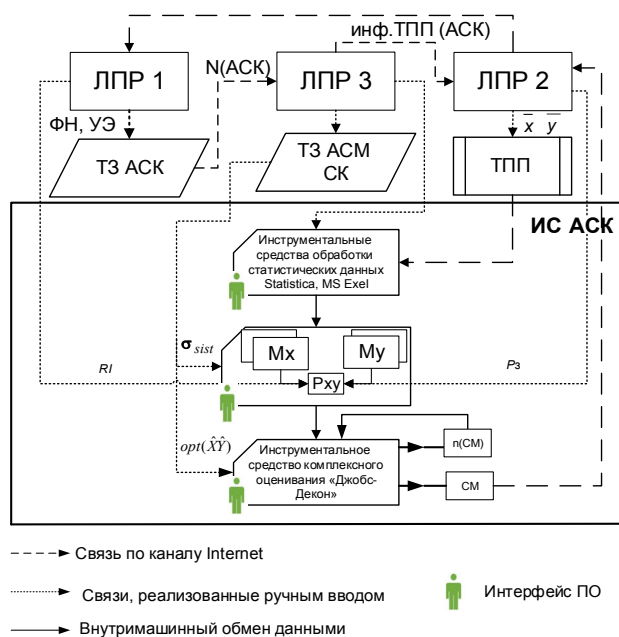 инф.ТПП (АСК)
ЛПР 1
N(АСК)
ЛПР 3
ЛПР 2
ФН, УЭ
x y
ТЗ АСК
ТЗ АСМ
СК
ТПП
ИС АСК
Инструментальные
средства обработки
статистических данных
Statistica, MS Exel
σsist
Mx
My
Pxy
RI
Pз
opt(X̂Ŷ)
Инструментальное
средство комплексного
оценивания «Джобс-
Декон»
n(СМ)
СМ
Связь по каналу Internet
Связи, реализованные ручным вводом
Интерфейс ПО
Внутримашинный обмен данными